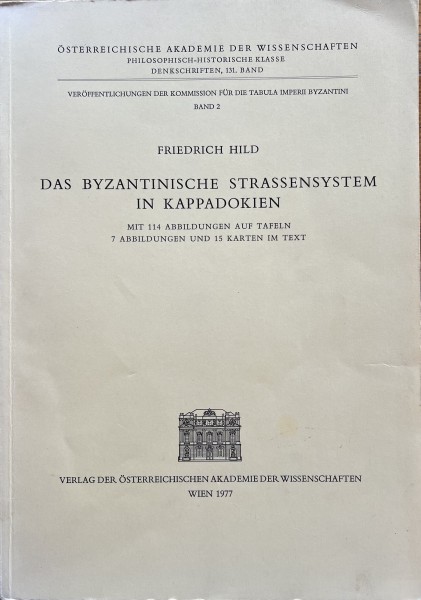 ÖSTERREICHISCHE AKADEMIE DER WISSENSCHAFTEN
PHILOSOPHISCH-HISTORISCHE KLASSE
DENKSCHRIFTEN, 131. BAND
VERÖFFENTLICHUNGEN DER KOMMISSION FÜR DIE TABULA IMPERII BYZANTINI
BAND 2
FRIEDRICH HILD
DAS BYZANTINISCHE STRASSENSYSTEM
IN KAPPADOKIEN
MIT 114 ABBILDUNGEN AUF TAFELN
7 ABBILDUNGEN UND 15 KARTEN IM TEXT
VERLAG DER ÖSTERREICHISCHEN AKADEMIE DER WISSENSCHAFTEN
WIEN 1977